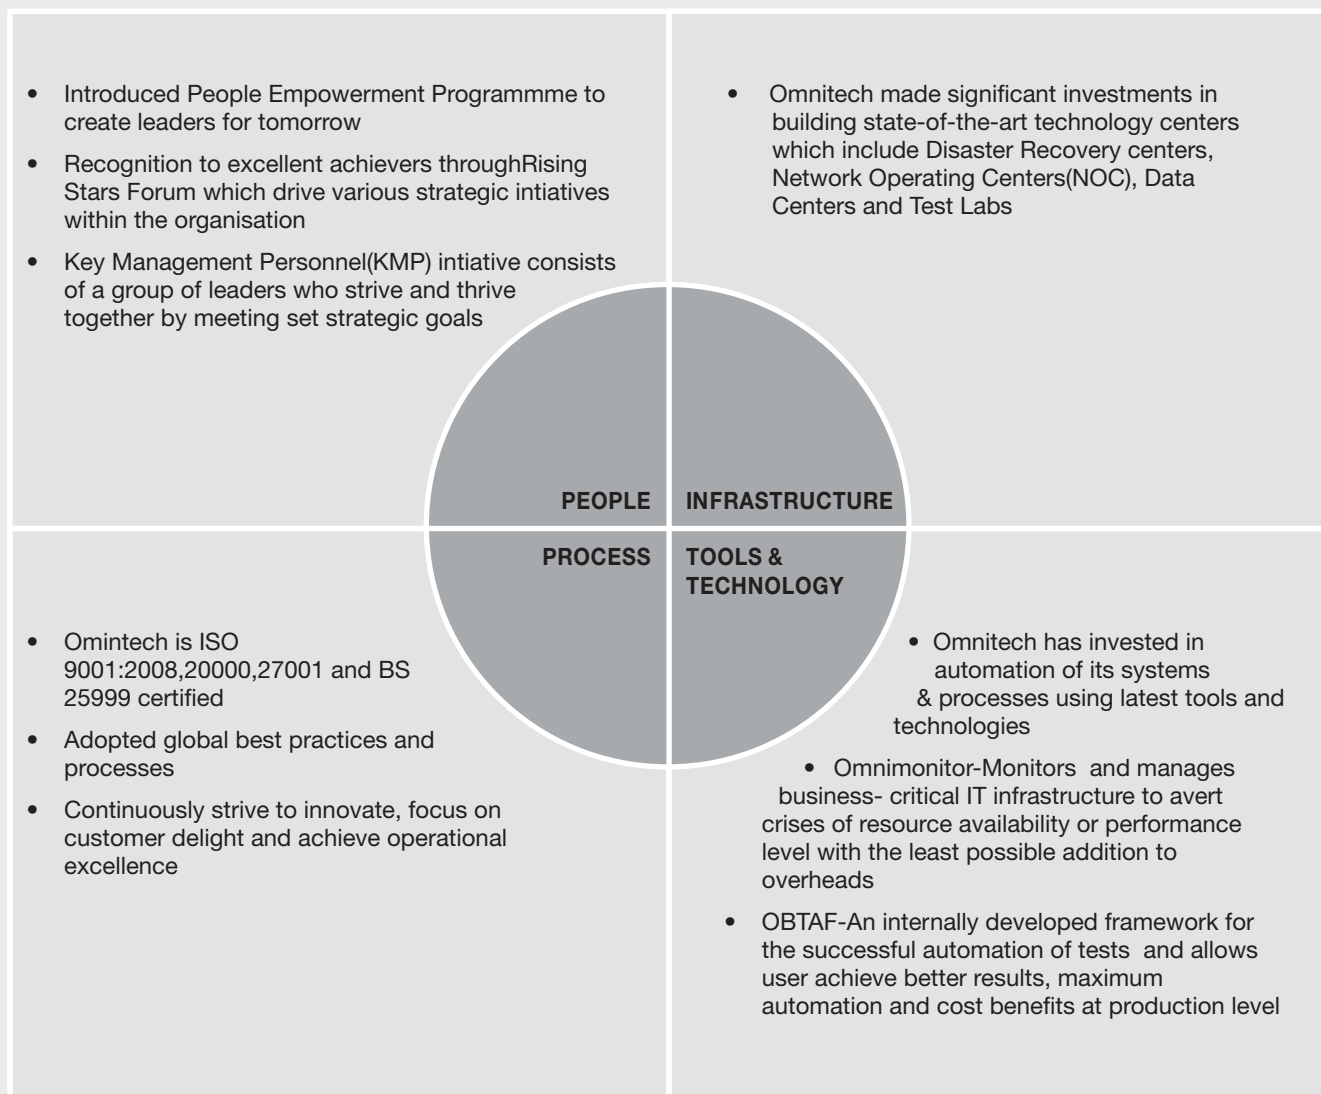 • Introduced People Empowerment Programmme to
create leaders for tomorrow
• Recognition to excellent achievers throughRising
Stars Forum which drive various strategic intiatives
within the organisation
• Key Management Personnel(KMP) intiative consists
of a group of leaders who strive and thrive
together by meeting set strategic goals
PEOPLE
• Omnitech made significant investments in
building state-of-the-art technology centers
which include Disaster Recovery centers,
Network Operating Centers(NOC), Data
Centers and Test Labs
INFRASTRUCTURE
PROCESS
• Omintech is ISO
9001:2008,20000,27001 and BS
25999 certified
• Adopted global best practices and
processes
• Continuously strive to innovate, focus on
customer delight and achieve operational
excellence
TOOLS &
TECHNOLOGY
• Omnitech has invested in
automation of its systems
& processes using latest tools and
technologies
• Omnimonitor-Monitors  and manages
business- critical IT infrastructure to avert
crises of resource availability or performance
level with the least possible addition to
overheads
• OBTAF-An internally developed framework for
the successful automation of tests  and allows
user achieve better results, maximum
automation and cost benefits at production level